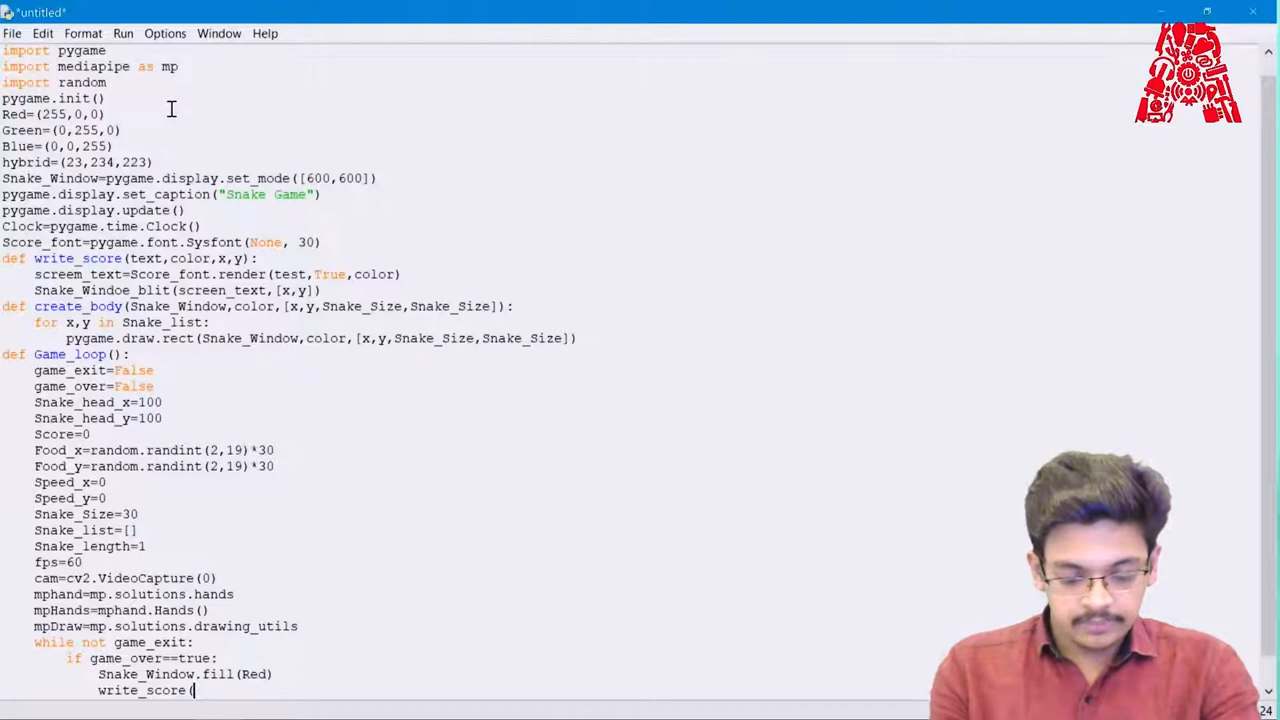 *untitled*
File Edit Format Run Options Window Help
import pygame
import mediapipe as mp
import random
pygame.init()
Red=(255,0,0)
Green=(0,255,0)
Blue=(0,0,255)
hybrid=(23,234,223)
Snake_Window=pygame.display.set_mode([600,600])
pygame.display.set_caption("Snake Game")
pygame.display.update()
Clock=pygame.time.Clock()
Score_font=pygame.font.Sysfont(None, 30)
def write_score(text,color,x,y):
    screem_text=Score_font.render(test,True,color)
    Snake_Windoe_blit(screen_text,[x,y])
def create_body(Snake_Window,color,[x,y,Snake_Size,Snake_Size]):
    for x,y in Snake_list:
        pygame.draw.rect(Snake_Window,color,[x,y,Snake_Size,Snake_Size])
def Game_loop():
    game_exit=False
    game_over=False
    Snake_head_x=100
    Snake_head_y=100
    Score=0
    Food_x=random.randint(2,19)*30
    Food_y=random.randint(2,19)*30
    Speed_x=0
    Speed_y=0
    Snake_Size=30
    Snake_list=[]
    Snake_length=1
    fps=60
    cam=cv2.VideoCapture(0)
    mphand=mp.solutions.hands
    mpHands=mphand.Hands()
    mpDraw=mp.solutions.drawing_utils
    while not game_exit:
        if game_over==true:
            Snake_Window.fill(Red)
            write_score(
24